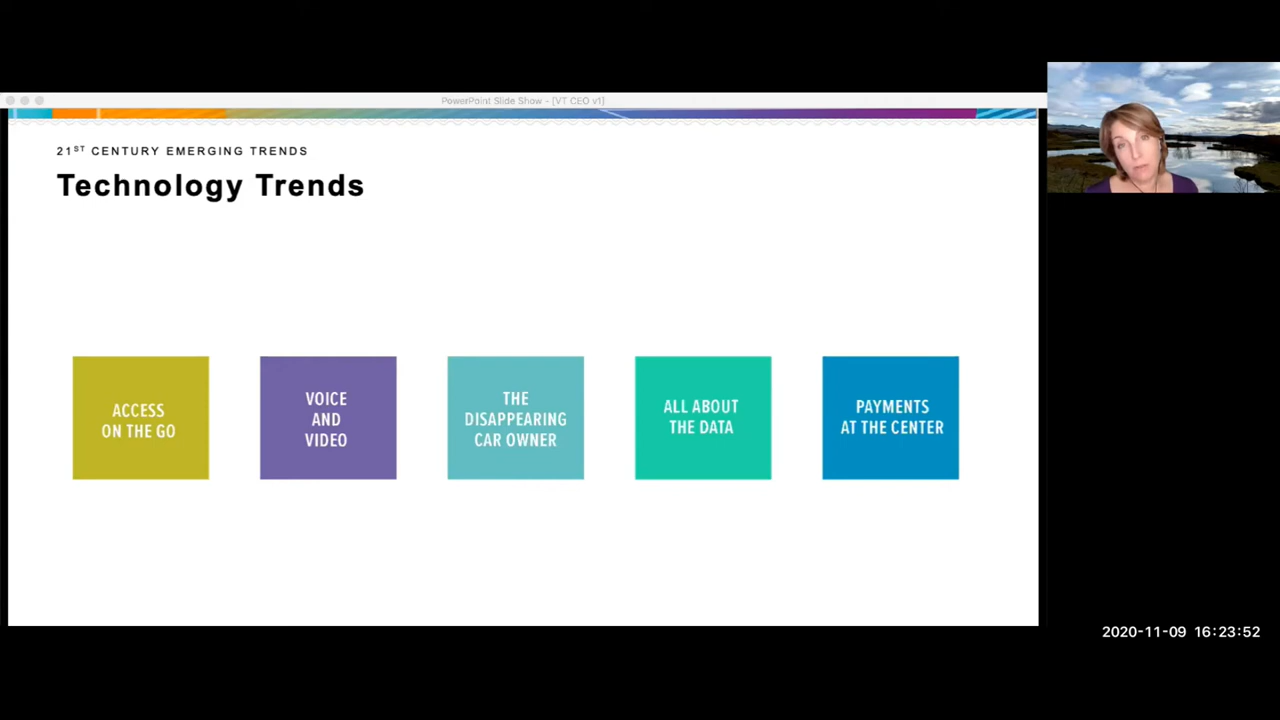 PowerPoint Slide Show - [VT CEO v1]
21ST CENTURY EMERGING TRENDS
Technology Trends
ACCESS
ON THE GO
VOICE
AND
VIDEO
THE
DISAPPEARING
CAR OWNER
ALL ABOUT
THE DATA
PAYMENTS
AT THE CENTER
2020-11-09 16:23:52